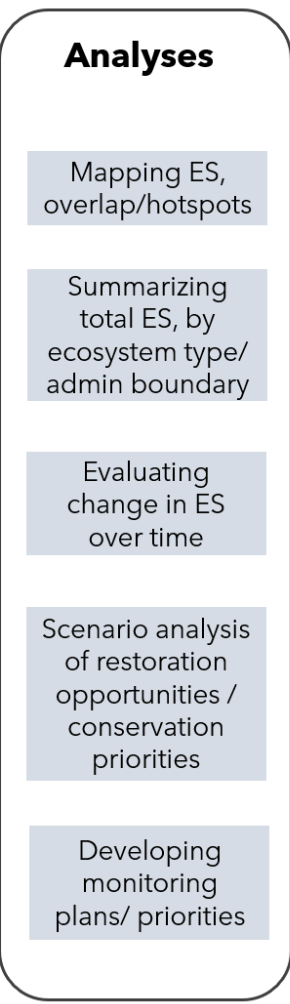 Analyses
Mapping ES,
overlap/hotspots
Summarizing
total ES, by
ecosystem type/
admin boundary
Evaluating
change in ES
over time
Scenario analysis
of restoration
opportunities /
conservation
priorities
Developing
monitoring
plans/ priorities